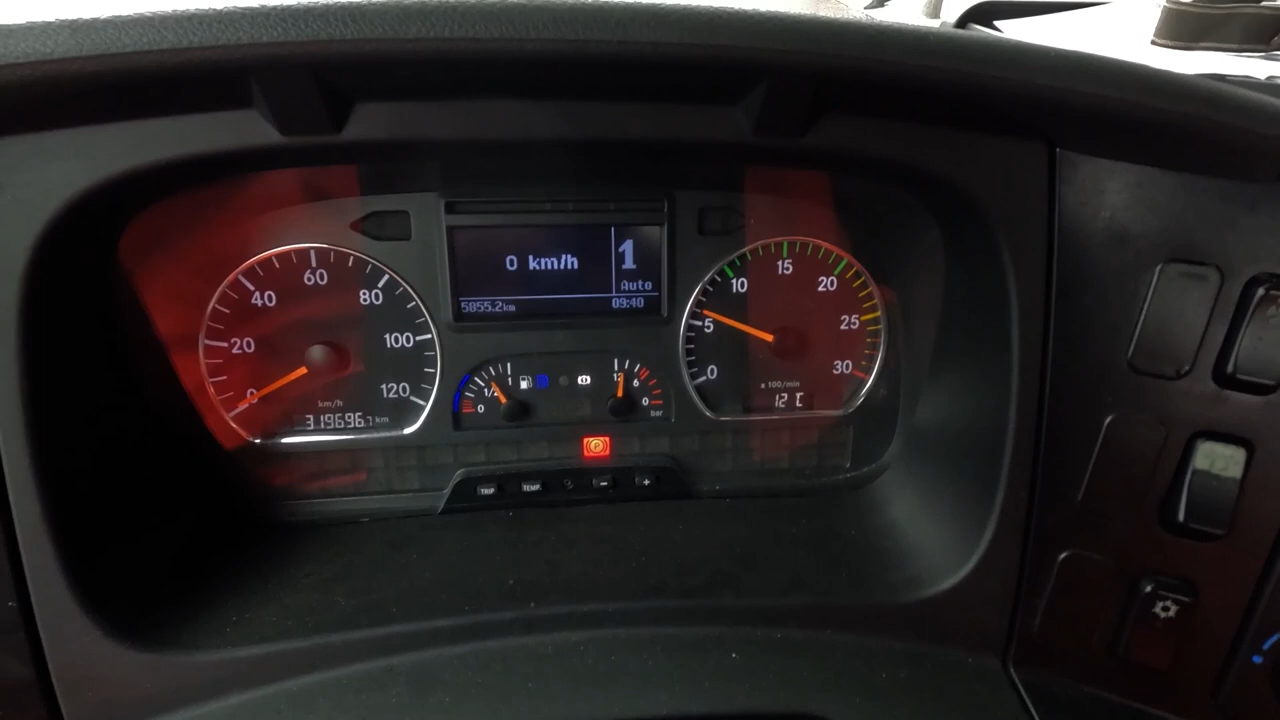 0 km/h
1
Auto
5855.2km
09:40
0
20
40
60
80
100
120
km/h
319696.7 km
0
5
10
15
20
25
30
x 100/min
12 °C
0
1/2
1
12
6
0
bar
P
TRIP
TEMP.
-
+